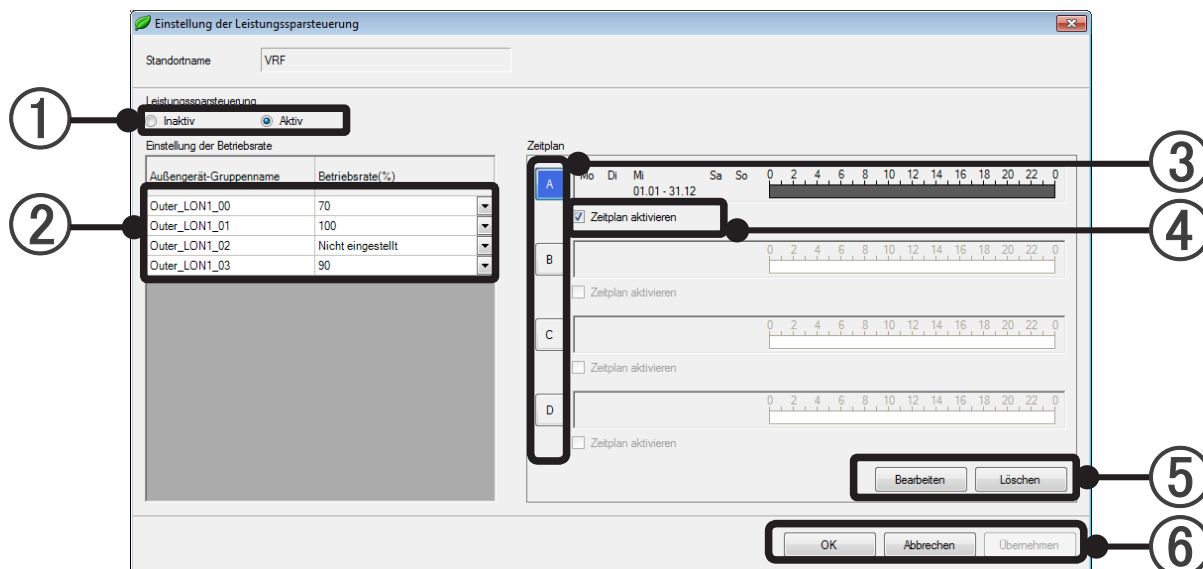 Einstellung der Leistungssparsteuerung
Standortname VRF
Leistungssparsteuerung
① Inaktiv Aktiv
Einstellung der Betriebsrate
Außengerät-Gruppenname Betriebsrate(%)
② Outer_LON1_00 70
Outer_LON1_01 100
Outer_LON1_02 Nicht eingestellt
Outer_LON1_03 90
Zeitplan
③
A Mo Di Mi Sa So 0 2 4 6 8 10 12 14 16 18 20 22 0
01.01 - 31.12
Zeitplan aktivieren ④
B 0 2 4 6 8 10 12 14 16 18 20 22 0
Zeitplan aktivieren
C 0 2 4 6 8 10 12 14 16 18 20 22 0
Zeitplan aktivieren
D 0 2 4 6 8 10 12 14 16 18 20 22 0
Zeitplan aktivieren
Bearbeiten Löschen ⑤
OK Abbrechen Übernehmen ⑥